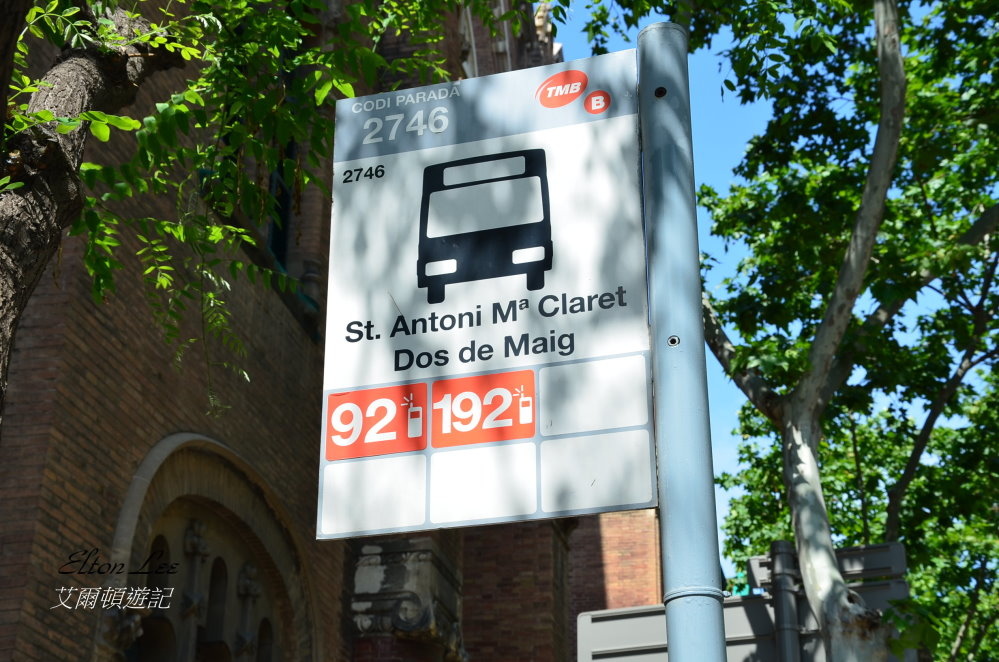 CODI PARADA
2746
TMB B
2746
St. Antoni Mª Claret
Dos de Maig
92 192
Elton Lee
艾爾頓遊記